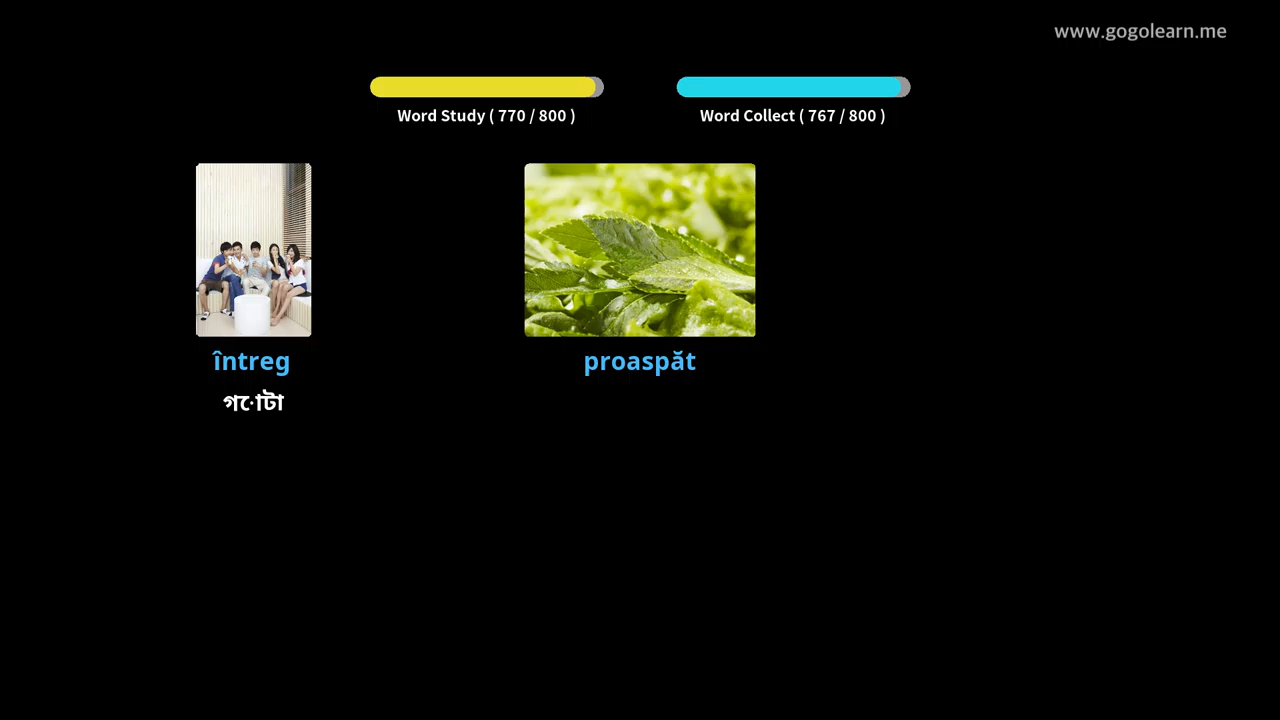 www.gogolearn.me
Word Study ( 770 / 800 )
Word Collect ( 767 / 800 )
întreg
proaspăt
গোটা